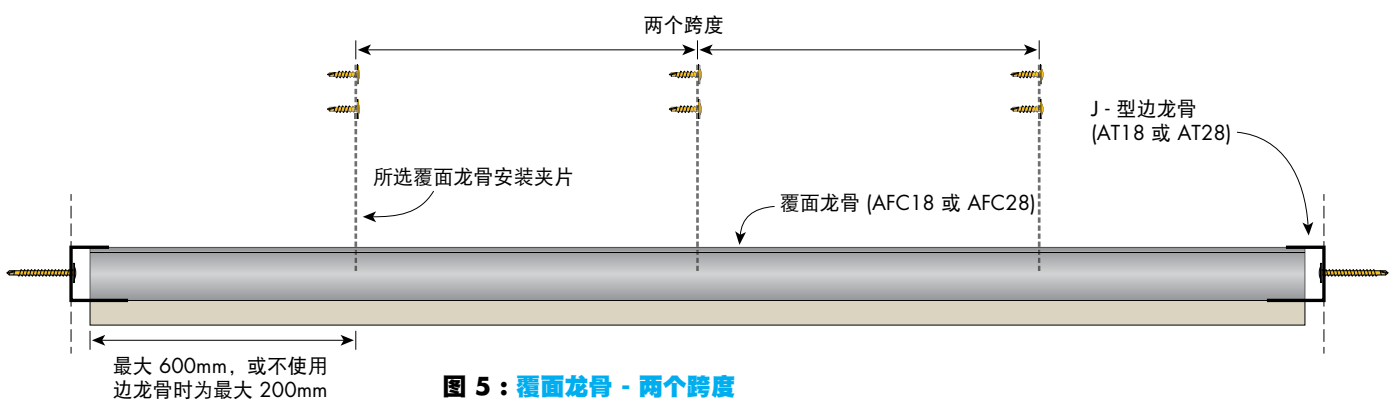 两个跨度
J - 型边龙骨
(AT18 或 AT28)
所选覆面龙骨安装夹片
覆面龙骨 (AFC18 或 AFC28)
最大 600mm，或不使用
边龙骨时为最大 200mm
图 5：覆面龙骨 - 两个跨度